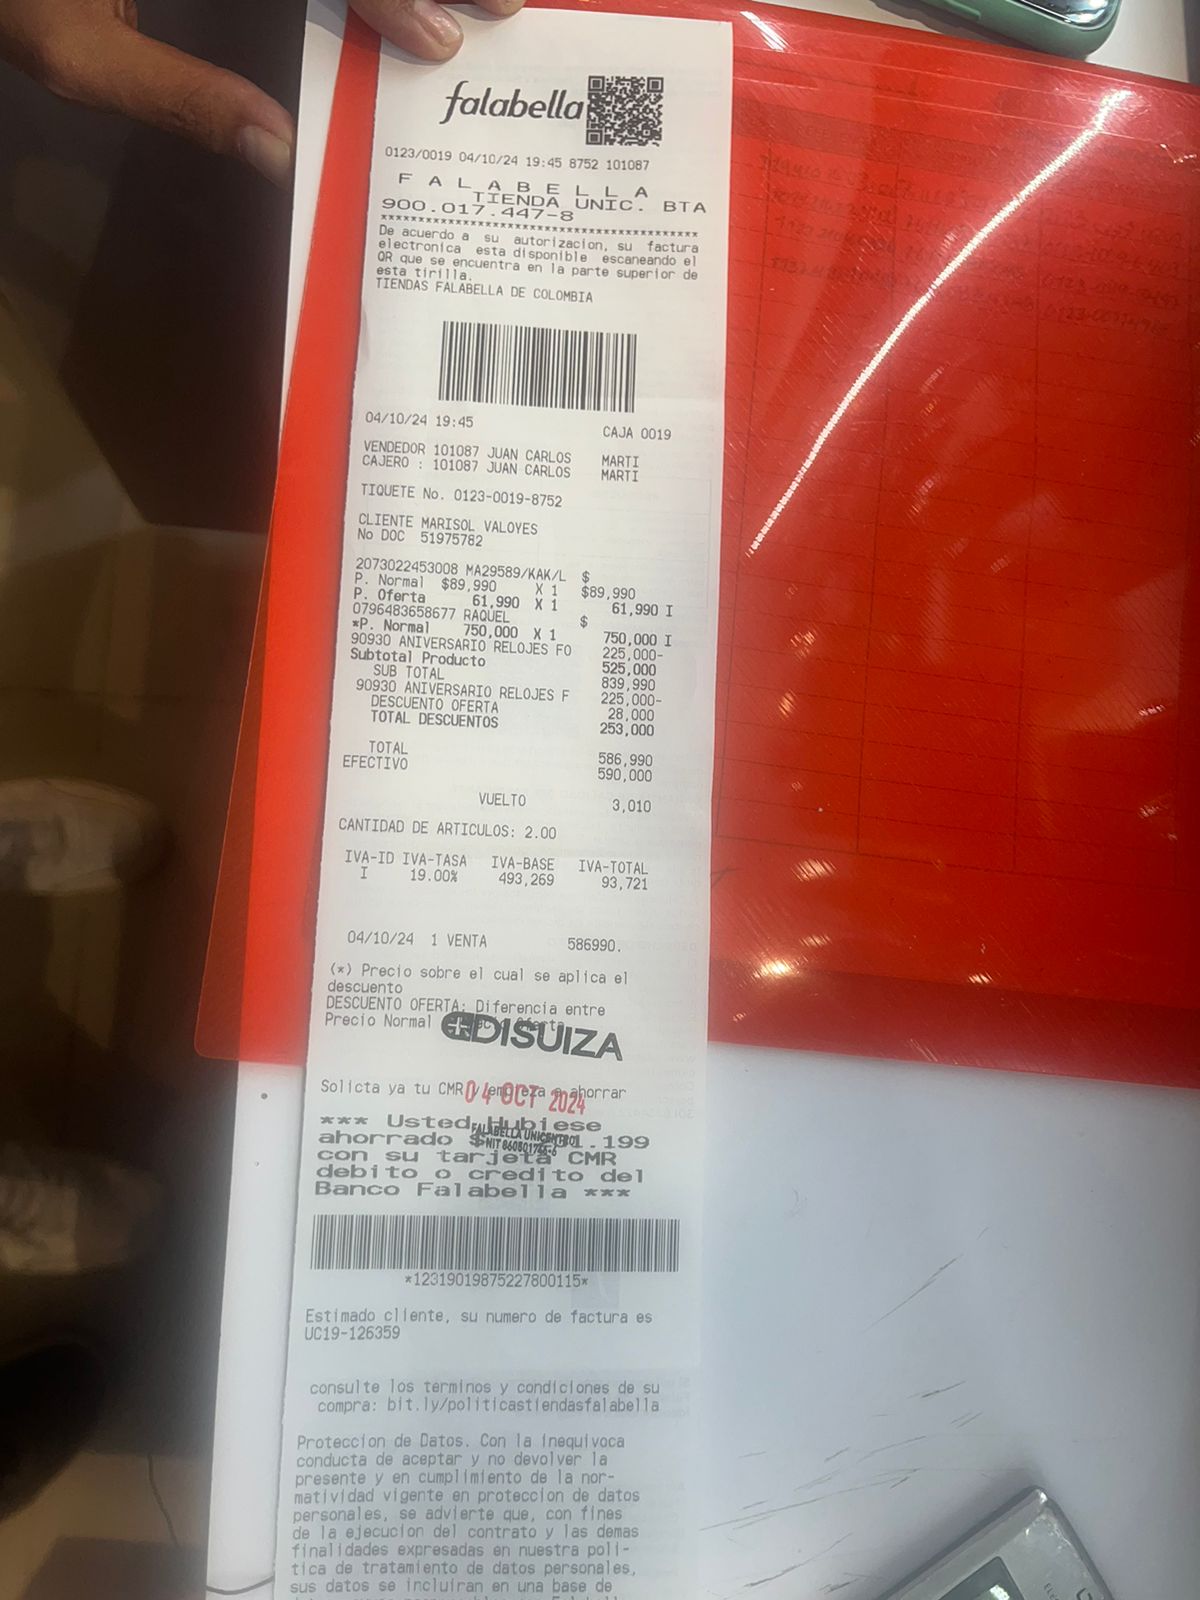 falabella
0123/0019 04/10/24 19:45 8752 101087
F A L A B E L L A
TIENDA UNIC. BTA
900.017.447-8
****************************************
De acuerdo a su autorizacion, su factura
electronica esta disponible escaneando el
QR que se encuentra en la parte superior de
esta tirilla.
TIENDAS FALABELLA DE COLOMBIA
04/10/24 19:45 CAJA 0019
VENDEDOR 101087 JUAN CARLOS MARTI
CAJERO : 101087 JUAN CARLOS MARTI
TIQUETE No. 0123-0019-8752
CLIENTE MARISOL VALOYES
No DOC 51975782
2073022453008 MA29589/KAK/L $
P. Normal $89,990 X 1 $89,990
P. Oferta 61,990 X 1 61,990 I
0796483658677 RAQUEL $
*P. Normal 750,000 X 1 750,000 I
90930 ANIVERSARIO RELOJES FO 225,000-
Subtotal Producto 525,000
SUB TOTAL 839,990
90930 ANIVERSARIO RELOJES F 225,000-
DESCUENTO OFERTA 28,000
TOTAL DESCUENTOS 253,000
TOTAL 586,990
EFECTIVO 590,000
VUELTO 3,010
CANTIDAD DE ARTICULOS: 2.00
IVA-ID IVA-TASA IVA-BASE IVA-TOTAL
I 19.00% 493,269 93,721
04/10/24 1 VENTA 586990.
(*) Precio sobre el cual se aplica el
descuento
DESCUENTO OFERTA: Diferencia entre
Precio Normal
DISUIZA
Solicta ya tu CMR y empreza a ahorrar
04 OCT 2024
*** Usted Hubiese
FALABELLA UNICENTRO
ahorrado $ 1.199
con su tarjeta CMR
debito o credito del
Banco Falabella ***
*12319019875227800115*
Estimado cliente, su numero de factura es
UC19-126359
consulte los terminos y condiciones de su
compra: bit.ly/politicastiendasfalabella
Proteccion de Datos. Con la inequivoca
conducta de aceptar y no devolver la
presente y en cumplimiento de la nor-
matividad vigente en proteccion de datos
personales, se advierte que, con fines
de la ejecucion del contrato y las demas
finalidades expresadas en nuestra poli-
tica de tratamiento de datos personales,
sus datos se incluiran en una base de